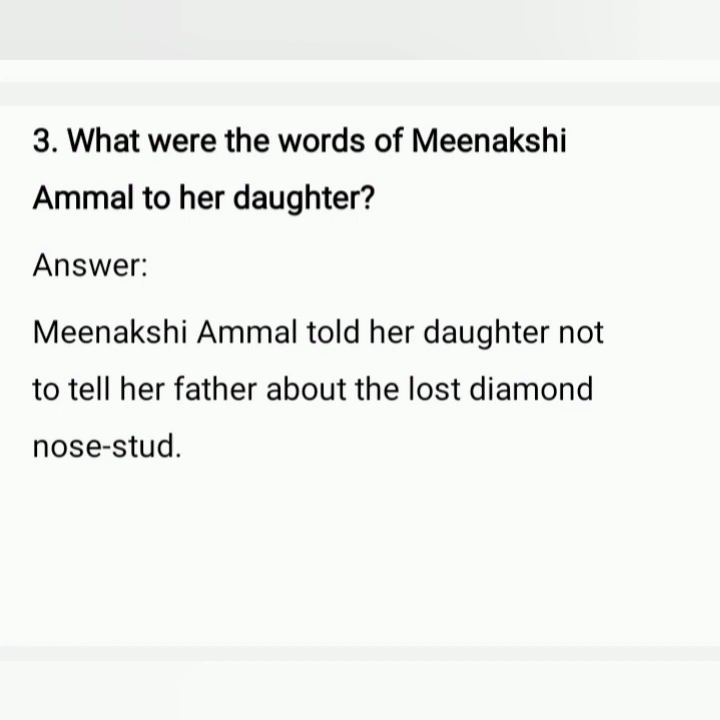 3. What were the words of Meenakshi
Ammal to her daughter?
Answer:
Meenakshi Ammal told her daughter not
to tell her father about the lost diamond
nose-stud.